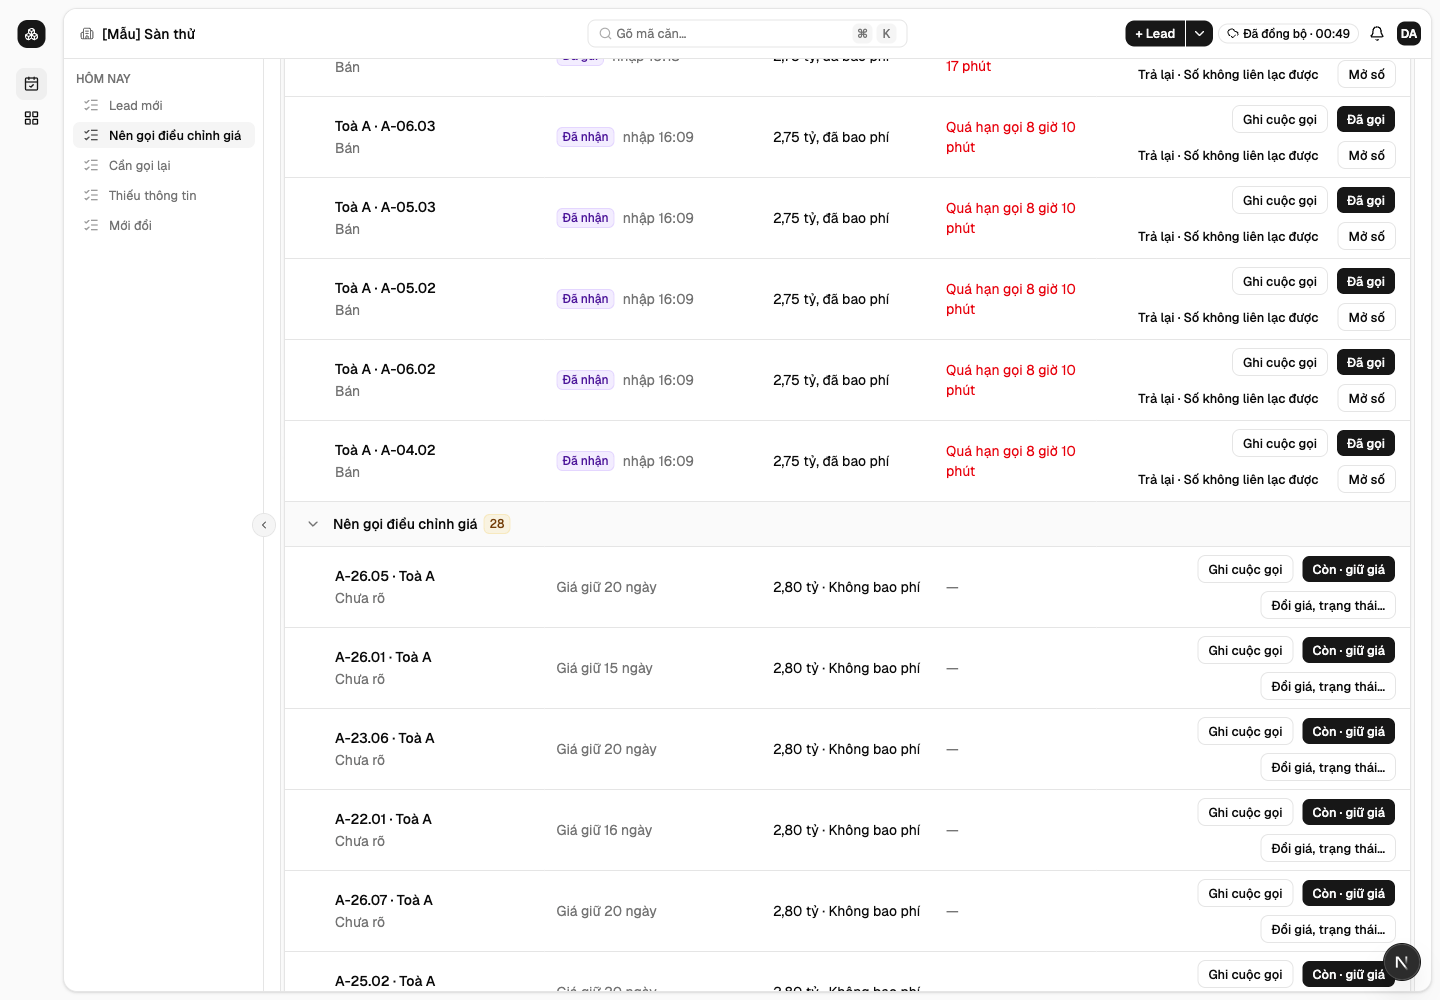 [Mẫu] Sàn thử
Gõ mã căn...
⌘ K
+ Lead
Đã đồng bộ · 00:49
DA
HÔM NAY
Lead mới
Nên gọi điều chỉnh giá
Cần gọi lại
Thiếu thông tin
Mới đổi
Bán
17 phút
Trả lại · Số không liên lạc được
Mở số
Toà A · A-06.03
Bán
Đã nhận nhập 16:09
2,75 tỷ, đã bao phí
Quá hạn gọi 8 giờ 10
phút
Ghi cuộc gọi
Đã gọi
Trả lại · Số không liên lạc được
Mở số
Toà A · A-05.03
Bán
Đã nhận nhập 16:09
2,75 tỷ, đã bao phí
Quá hạn gọi 8 giờ 10
phút
Ghi cuộc gọi
Đã gọi
Trả lại · Số không liên lạc được
Mở số
Toà A · A-05.02
Bán
Đã nhận nhập 16:09
2,75 tỷ, đã bao phí
Quá hạn gọi 8 giờ 10
phút
Ghi cuộc gọi
Đã gọi
Trả lại · Số không liên lạc được
Mở số
Toà A · A-06.02
Bán
Đã nhận nhập 16:09
2,75 tỷ, đã bao phí
Quá hạn gọi 8 giờ 10
phút
Ghi cuộc gọi
Đã gọi
Trả lại · Số không liên lạc được
Mở số
Toà A · A-04.02
Bán
Đã nhận nhập 16:09
2,75 tỷ, đã bao phí
Quá hạn gọi 8 giờ 10
phút
Ghi cuộc gọi
Đã gọi
Trả lại · Số không liên lạc được
Mở số
Nên gọi điều chỉnh giá 28
A-26.05 · Toà A
Chưa rõ
Giá giữ 20 ngày
2,80 tỷ · Không bao phí
—
Ghi cuộc gọi
Còn · giữ giá
Đổi giá, trạng thái...
A-26.01 · Toà A
Chưa rõ
Giá giữ 15 ngày
2,80 tỷ · Không bao phí
—
Ghi cuộc gọi
Còn · giữ giá
Đổi giá, trạng thái...
A-23.06 · Toà A
Chưa rõ
Giá giữ 20 ngày
2,80 tỷ · Không bao phí
—
Ghi cuộc gọi
Còn · giữ giá
Đổi giá, trạng thái...
A-22.01 · Toà A
Chưa rõ
Giá giữ 16 ngày
2,80 tỷ · Không bao phí
—
Ghi cuộc gọi
Còn · giữ giá
Đổi giá, trạng thái...
A-26.07 · Toà A
Chưa rõ
Giá giữ 20 ngày
2,80 tỷ · Không bao phí
—
Ghi cuộc gọi
Còn · giữ giá
Đổi giá, trạng thái...
A-25.02 · Toà A
Giá giữ 20 ngày
2,80 tỷ · Không bao phí
Ghi cuộc gọi
Còn · giữ giá
N